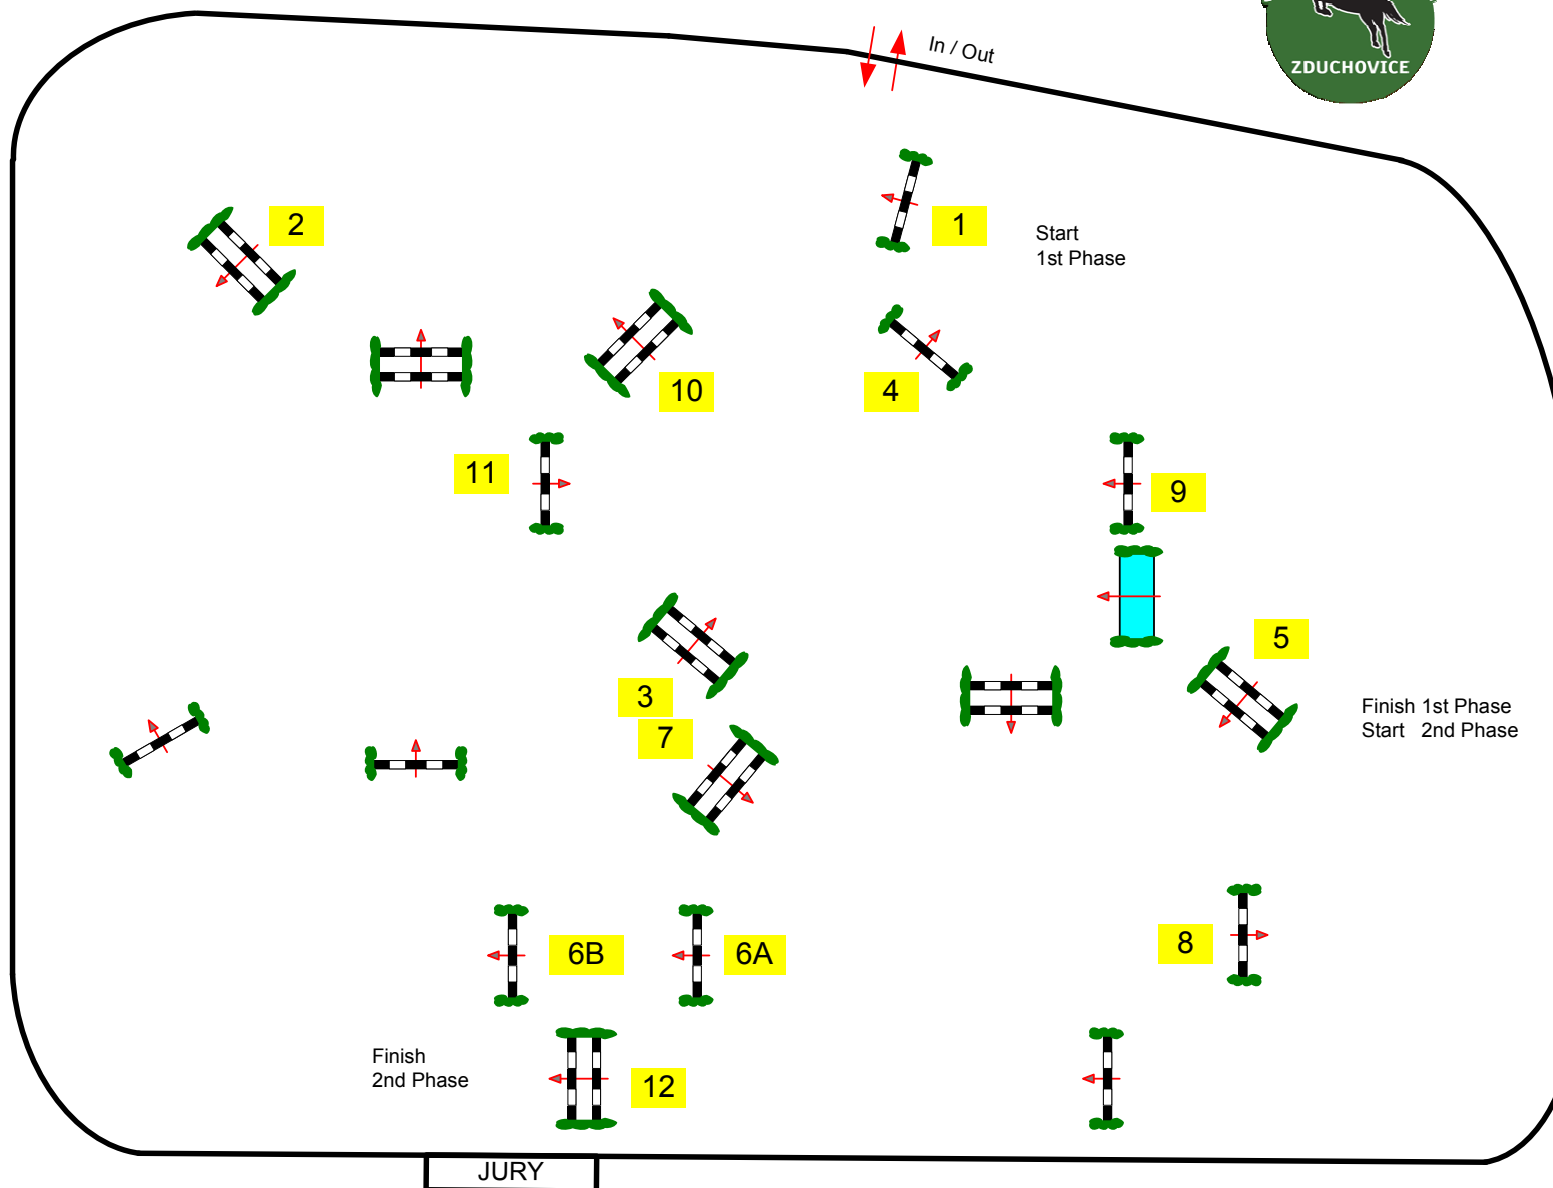 In / Out
ZDUCHOVICE
1
Start
1st Phase
2
10
4
11
9
5
3
7
Finish 1st Phase
Start 2nd Phase
6B
6A
8
Finish
2nd Phase
12
JURY